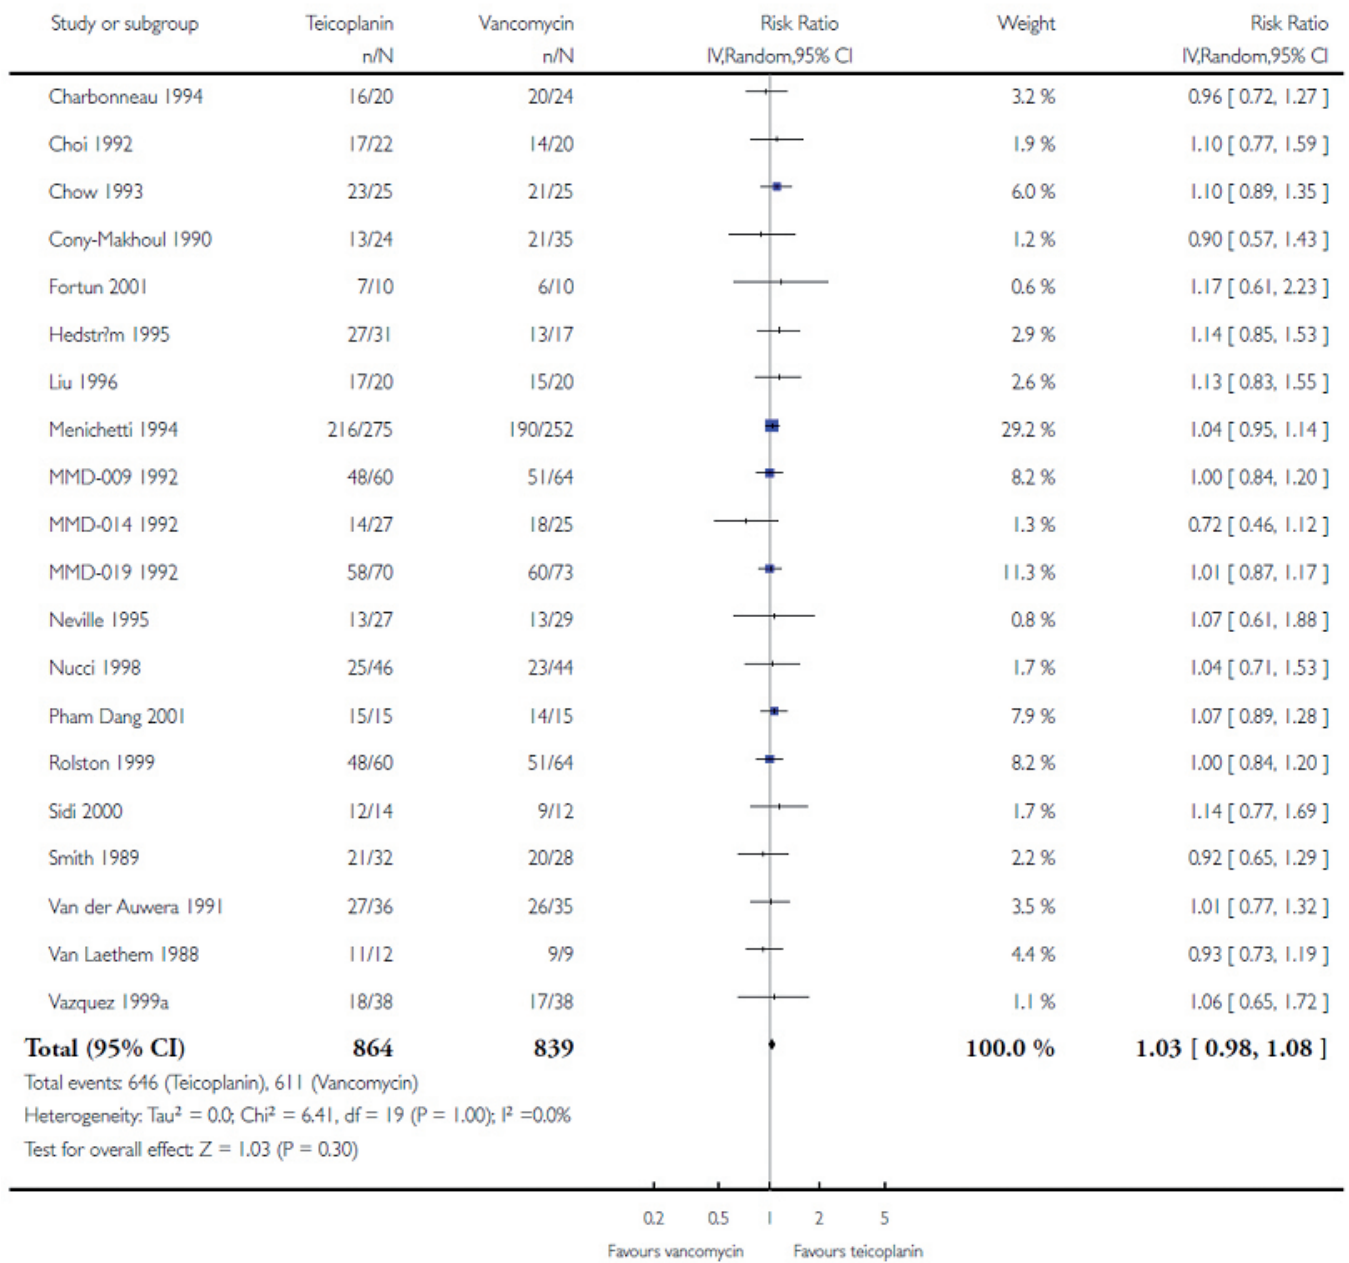 Study or subgroup Teicoplanin Vancomycin Risk Ratio Weight Risk Ratio
n/N n/N IV,Random,95% CI IV,Random,95% CI
Charbonneau 1994 16/20 20/24 3.2 % 0.96 [ 0.72, 1.27 ]
Choi 1992 17/22 14/20 1.9 % 1.10 [ 0.77, 1.59 ]
Chow 1993 23/25 21/25 6.0 % 1.10 [ 0.89, 1.35 ]
Cony-Makhoul 1990 13/24 21/35 1.2 % 0.90 [ 0.57, 1.43 ]
Fortun 2001 7/10 6/10 0.6 % 1.17 [ 0.61, 2.23 ]
Hedstr?m 1995 27/31 13/17 2.9 % 1.14 [ 0.85, 1.53 ]
Liu 1996 17/20 15/20 2.6 % 1.13 [ 0.83, 1.55 ]
Menichetti 1994 216/275 190/252 29.2 % 1.04 [ 0.95, 1.14 ]
MMD-009 1992 48/60 51/64 8.2 % 1.00 [ 0.84, 1.20 ]
MMD-014 1992 14/27 18/25 1.3 % 0.72 [ 0.46, 1.12 ]
MMD-019 1992 58/70 60/73 11.3 % 1.01 [ 0.87, 1.17 ]
Neville 1995 13/27 13/29 0.8 % 1.07 [ 0.61, 1.88 ]
Nucci 1998 25/46 23/44 1.7 % 1.04 [ 0.71, 1.53 ]
Pham Dang 2001 15/15 14/15 7.9 % 1.07 [ 0.89, 1.28 ]
Rolston 1999 48/60 51/64 8.2 % 1.00 [ 0.84, 1.20 ]
Sidi 2000 12/14 9/12 1.7 % 1.14 [ 0.77, 1.69 ]
Smith 1989 21/32 20/28 2.2 % 0.92 [ 0.65, 1.29 ]
Van der Auwera 1991 27/36 26/35 3.5 % 1.01 [ 0.77, 1.32 ]
Van Laethem 1988 11/12 9/9 4.4 % 0.93 [ 0.73, 1.19 ]
Vazquez 1999a 18/38 17/38 1.1 % 1.06 [ 0.65, 1.72 ]
Total (95% CI) 864 839 100.0 % 1.03 [ 0.98, 1.08 ]
Total events: 646 (Teicoplanin), 611 (Vancomycin)
Heterogeneity: Tau² = 0.0; Chi² = 6.41, df = 19 (P = 1.00); I² =0.0%
Test for overall effect: Z = 1.03 (P = 0.30)
0.2 0.5 1 2 5
Favours vancomycin Favours teicoplanin